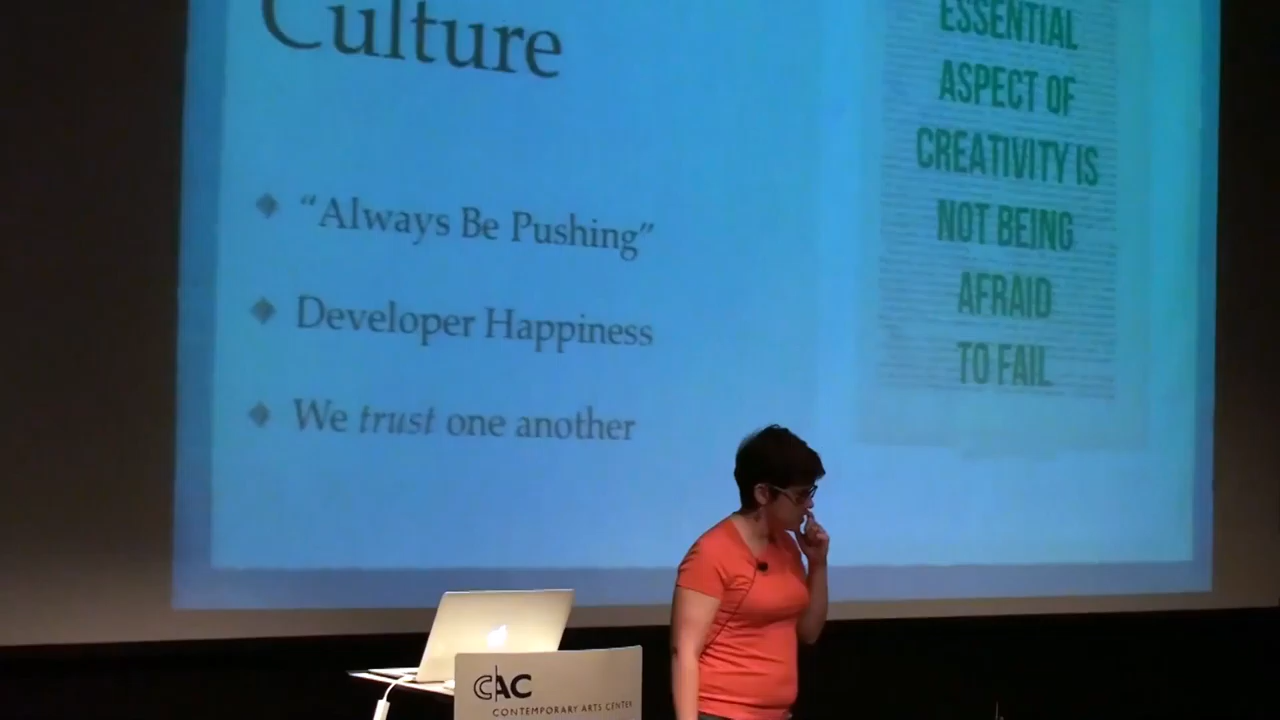 Culture
“Always Be Pushing”
Developer Happiness
We trust one another
ESSENTIAL
ASPECT OF
CREATIVITY IS
NOT BEING
AFRAID
TO FAIL
CAC
CONTEMPORARY ARTS CENTER